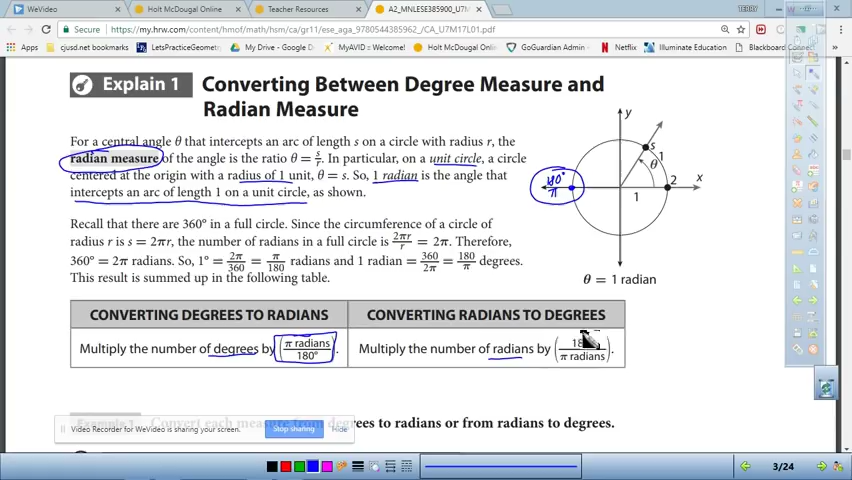 WeVideo
Holt McDougal Online
Teacher Resources
A2_MNLESE385900_U7M
TERRY
https://my.hrw.com/content/hmof/math/hsm/ca/gr11/ese_aga_9780544385962_/CA_U7M17L01.pdf
Bookmarks
cjusd.net bookmarks
LetsPracticeGeometry
My Drive - Google D
MyAVID :: Welcome!
Holt McDougal Online
GoGuardian Admin
Netflix
Illuminate Education
Blackboard Connect
Explain 1
Converting Between Degree Measure and
Radian Measure
For a central angle θ that intercepts an arc of length s on a circle with radius r, the
radian measure of the angle is the ratio θ = s/r. In particular, on a unit circle, a circle
centered at the origin with a radius of 1 unit, θ = s. So, 1 radian is the angle that
intercepts an arc of length 1 on a unit circle, as shown.
Recall that there are 360° in a full circle. Since the circumference of a circle of
radius r is s = 2πr, the number of radians in a full circle is 2πr/r = 2π. Therefore,
360° = 2π radians. So, 1° = 2π/360 = π/180 radians and 1 radian = 360/2π = 180/π degrees.
This result is summed up in the following table.
y
s
1
θ
180°/π
2
x
1
θ = 1 radian
CONVERTING DEGREES TO RADIANS
CONVERTING RADIANS TO DEGREES
Multiply the number of degrees by (π radians/180°).
Multiply the number of radians by (18 /π radians).
Example 1 Convert each measure from degrees to radians or from radians to degrees.
Video Recorder for WeVideo is sharing your screen.
Stop sharing
Hide
3/24